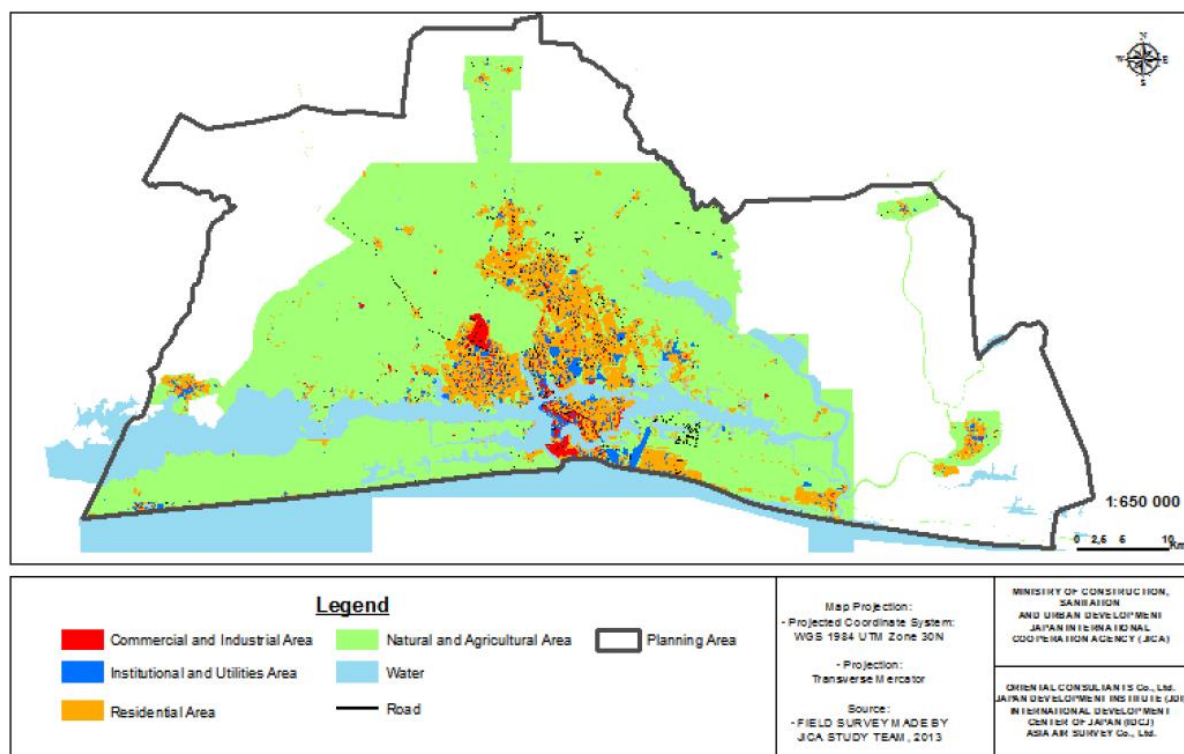 N
W E
S
1:650 000
0 2,5 5 10
Km
Legend
Commercial and Industrial Area
Institutional and Utilities Area
Residential Area
Natural and Agricultural Area
Water
Road
Planning Area
Map Projection:
- Projected Coordinate System:
WGS 1984 UTM Zone 30N
- Projection:
Transverse Mercator
Source:
- FIELD SURVEY MADE BY
JICA STUDY TEAM, 2013
MINISTRY OF CONSTRUCTION,
SANITATION
AND URBAN DEVELOPMENT
JAPAN INTERNATIONAL
COOPERATION AGENCY (JICA)
ORIENTAL CONSULTANTS Co., Ltd.
JAPAN DEVELOPMENT INSTITUTE (JDI)
INTERNATIONAL DEVELOPMENT
CENTER OF JAPAN (IDCJ)
ASIA AIR SURVEY Co., Ltd.